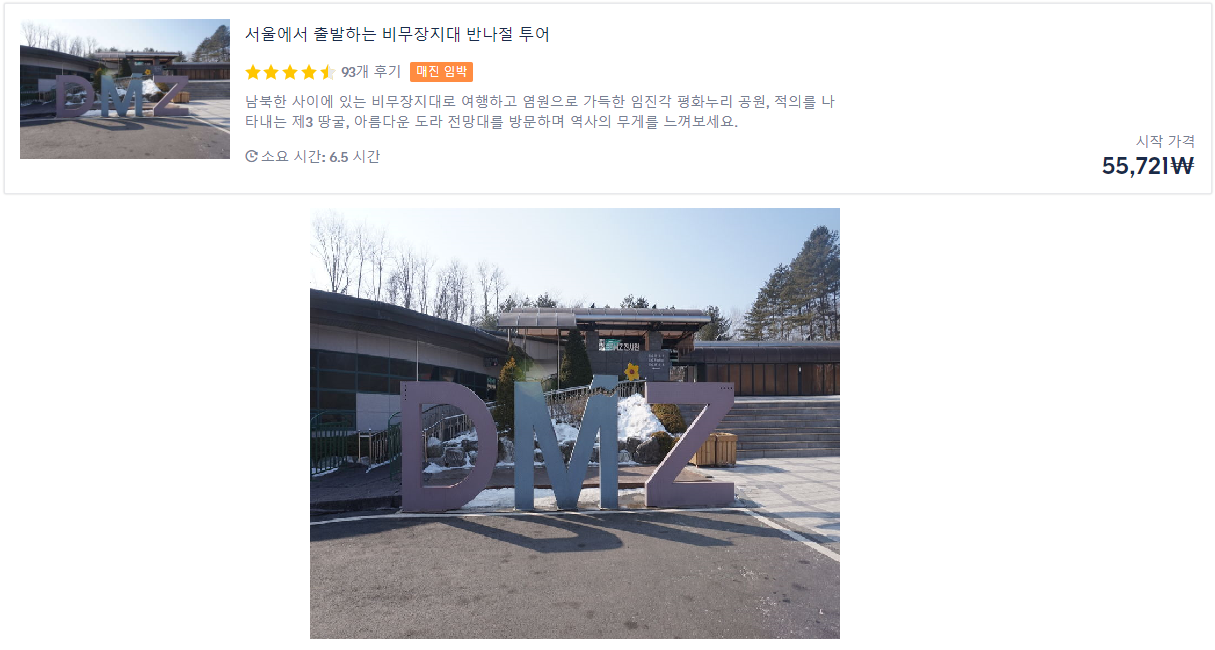 서울에서 출발하는 비무장지대 반나절 투어
93개 후기 매진 임박
남북한 사이에 있는 비무장지대로 여행하고 염원으로 가득한 임진각 평화누리 공원, 적의를 나
타내는 제3 땅굴, 아름다운 도라 전망대를 방문하며 역사의 무게를 느껴보세요.
소요 시간: 6.5 시간
시작 가격
55,721₩
DMZ
DMZ